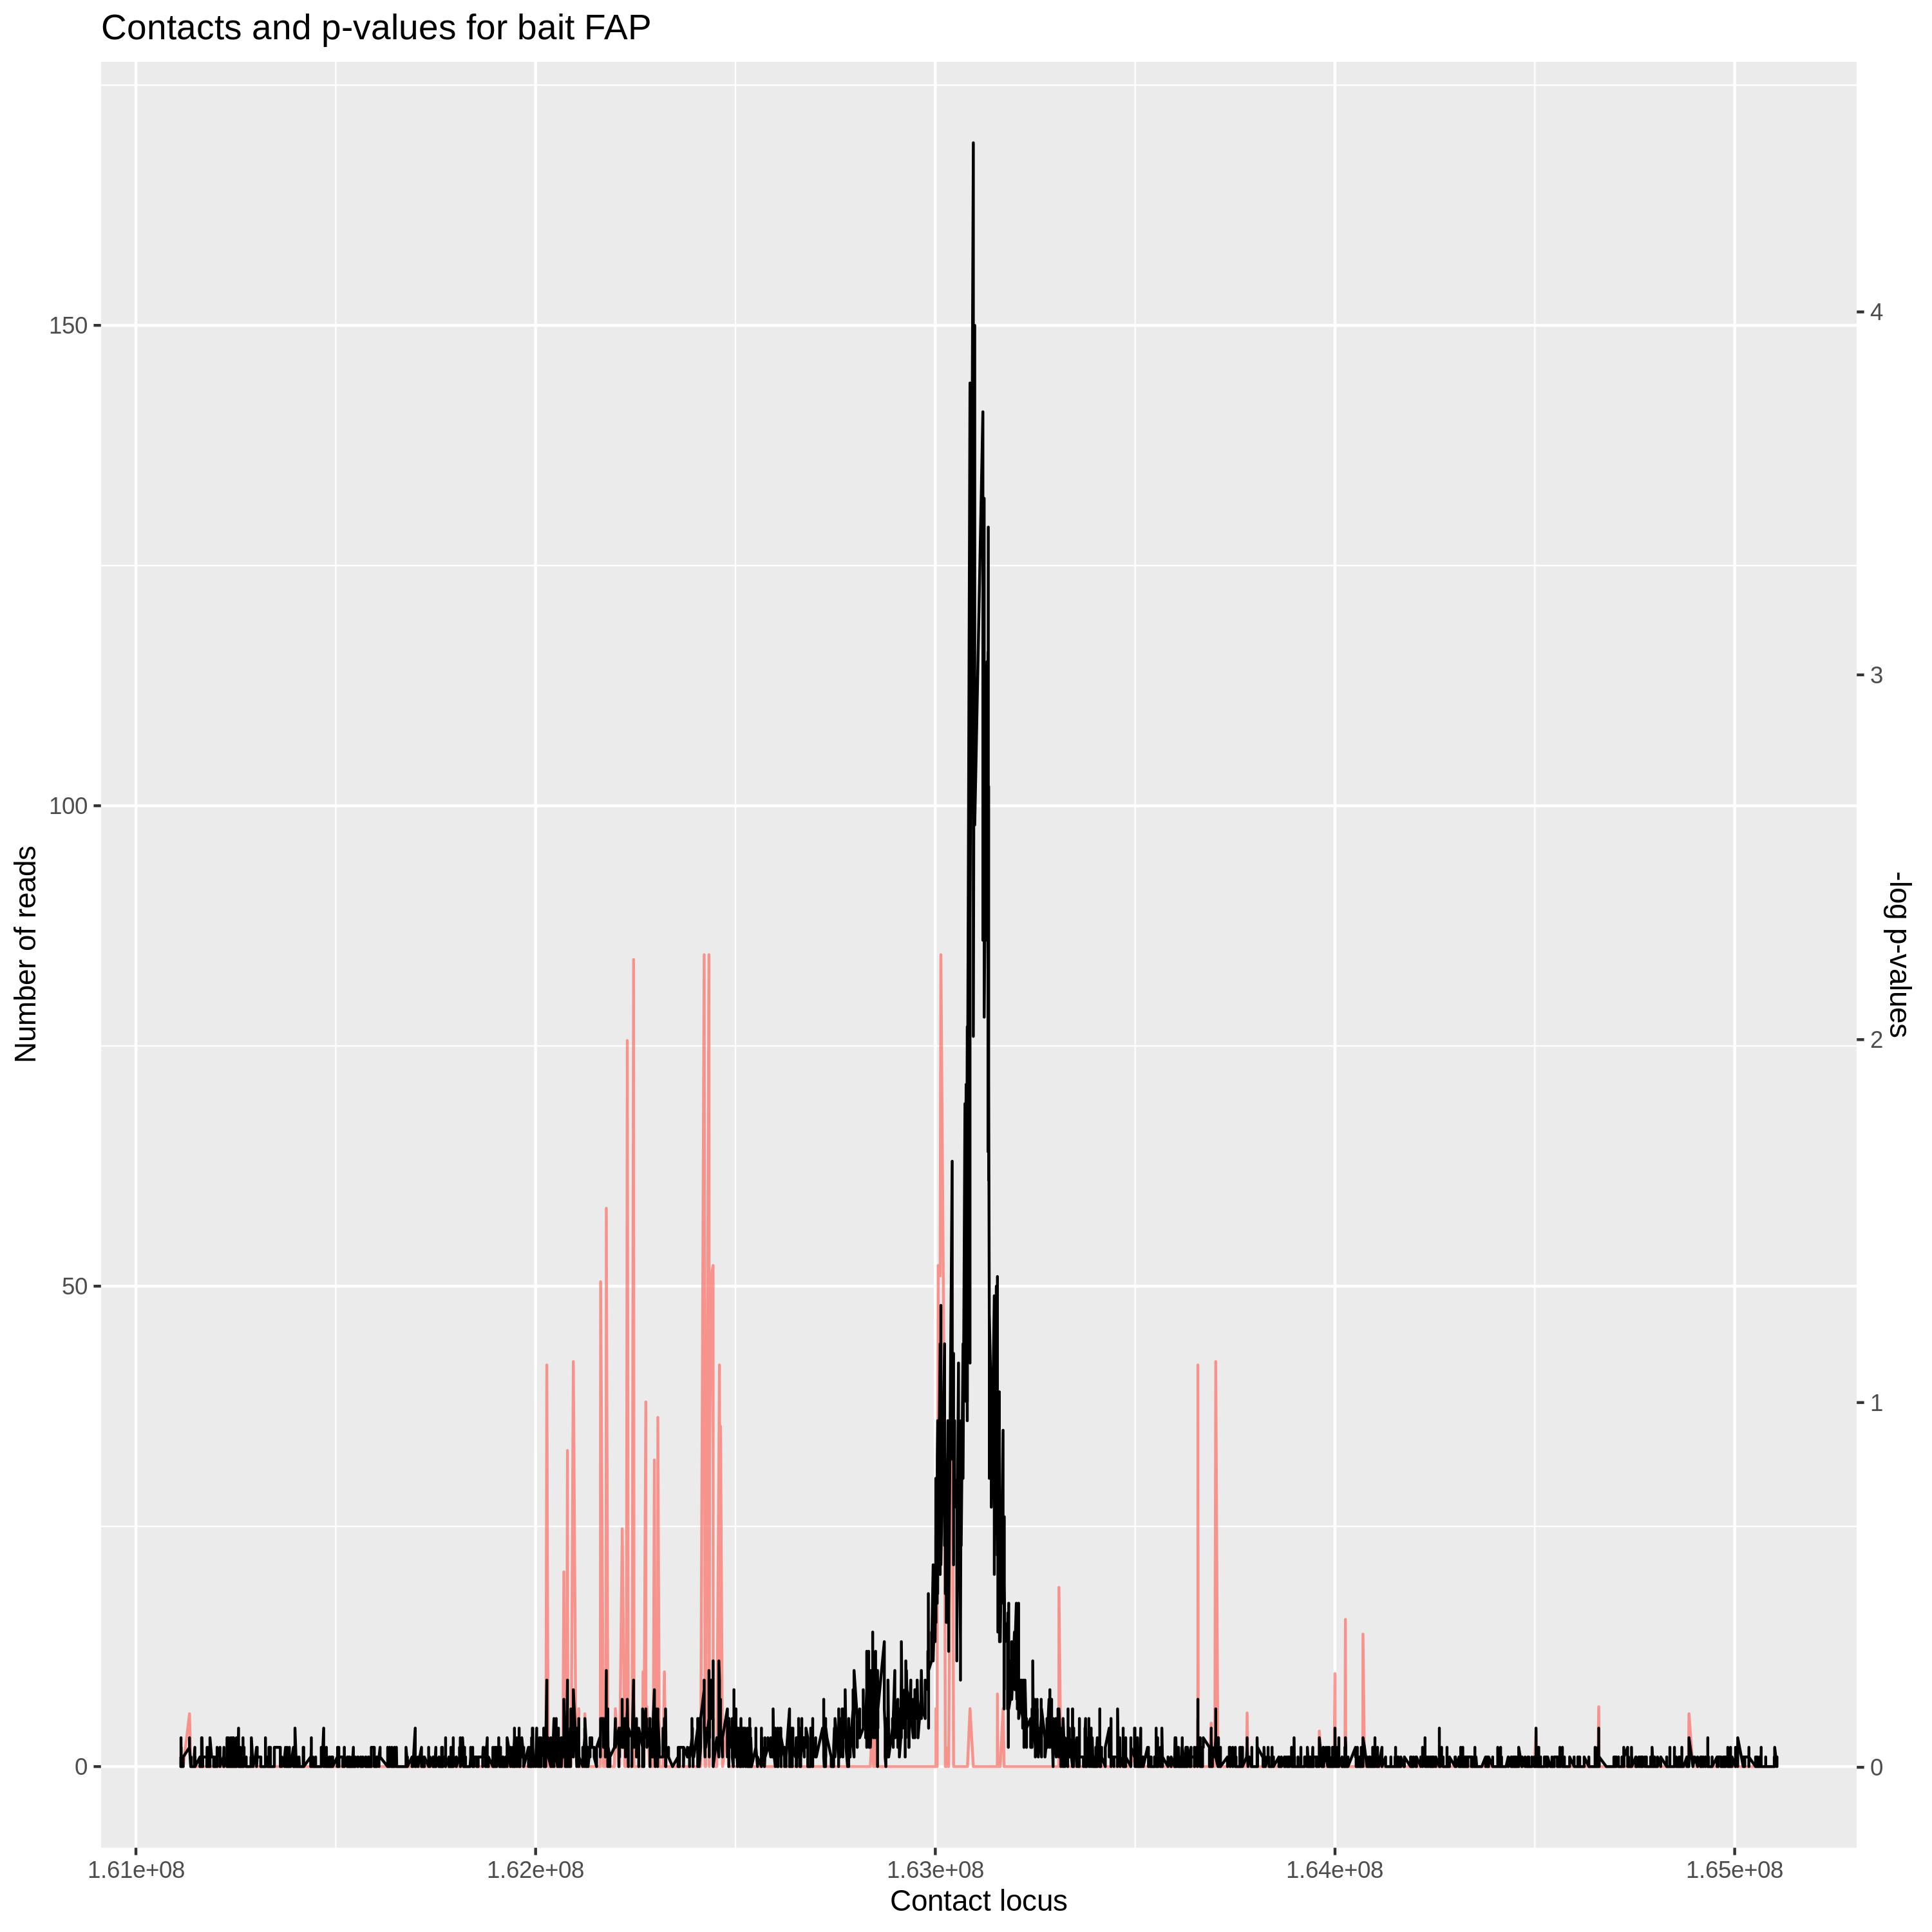 Contacts and p-values for bait FAP
150
100
50
0
Number of reads
4
3
2
1
0
-log p-values
1.61e+08
1.62e+08
1.63e+08
1.64e+08
1.65e+08
Contact locus